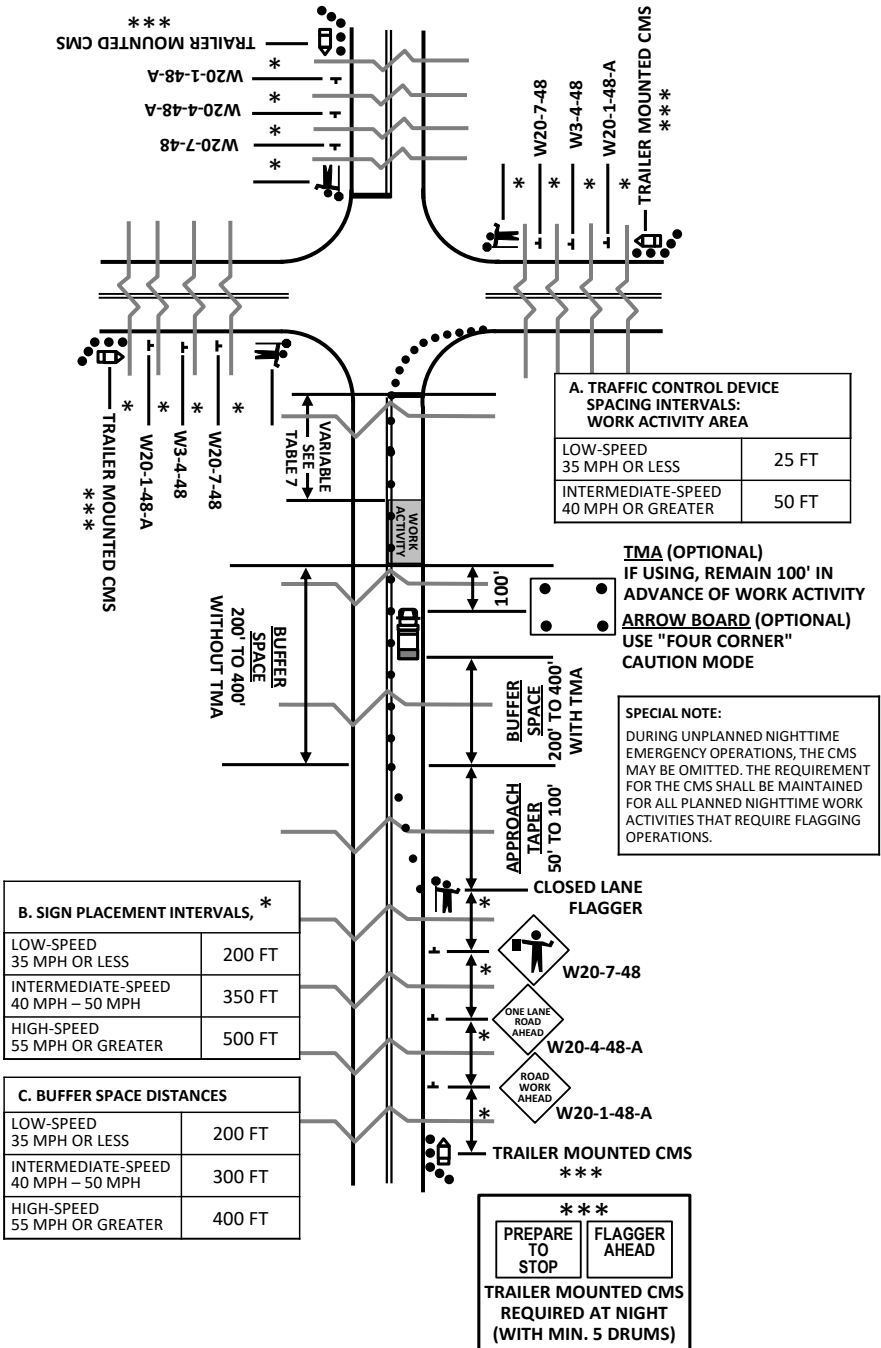 ***
TRAILER MOUNTED CMS
*
W20-1-48-A
*
W20-4-48-A
*
W20-7-48
*
*
W20-7-48
*
W3-4-48
*
W20-1-48-A
*
TRAILER MOUNTED CMS
***
***
TRAILER MOUNTED CMS
*
W20-1-48-A
*
W3-4-48
*
W20-7-48
*
VARIABLE
SEE
TABLE 7
A. TRAFFIC CONTROL DEVICE
SPACING INTERVALS:
WORK ACTIVITY AREA
LOW-SPEED
35 MPH OR LESS
25 FT
INTERMEDIATE-SPEED
40 MPH OR GREATER
50 FT
WORK
ACTIVITY
100'
TMA (OPTIONAL)
IF USING, REMAIN 100' IN
ADVANCE OF WORK ACTIVITY
ARROW BOARD (OPTIONAL)
USE "FOUR CORNER"
CAUTION MODE
BUFFER
SPACE
200' TO 400'
WITHOUT TMA
BUFFER
SPACE
200' TO 400'
WITH TMA
SPECIAL NOTE:
DURING UNPLANNED NIGHTTIME
EMERGENCY OPERATIONS, THE CMS
MAY BE OMITTED. THE REQUIREMENT
FOR THE CMS SHALL BE MAINTAINED
FOR ALL PLANNED NIGHTTIME WORK
ACTIVITIES THAT REQUIRE FLAGGING
OPERATIONS.
APPROACH
TAPER
50' TO 100'
CLOSED LANE
FLAGGER
*
W20-7-48
*
ONE LANE
ROAD
AHEAD
W20-4-48-A
*
ROAD
WORK
AHEAD
W20-1-48-A
*
TRAILER MOUNTED CMS
***
B. SIGN PLACEMENT INTERVALS, *
LOW-SPEED
35 MPH OR LESS
200 FT
INTERMEDIATE-SPEED
40 MPH – 50 MPH
350 FT
HIGH-SPEED
55 MPH OR GREATER
500 FT
C. BUFFER SPACE DISTANCES
LOW-SPEED
35 MPH OR LESS
200 FT
INTERMEDIATE-SPEED
40 MPH – 50 MPH
300 FT
HIGH-SPEED
55 MPH OR GREATER
400 FT
***
PREPARE
TO
STOP
FLAGGER
AHEAD
TRAILER MOUNTED CMS
REQUIRED AT NIGHT
(WITH MIN. 5 DRUMS)